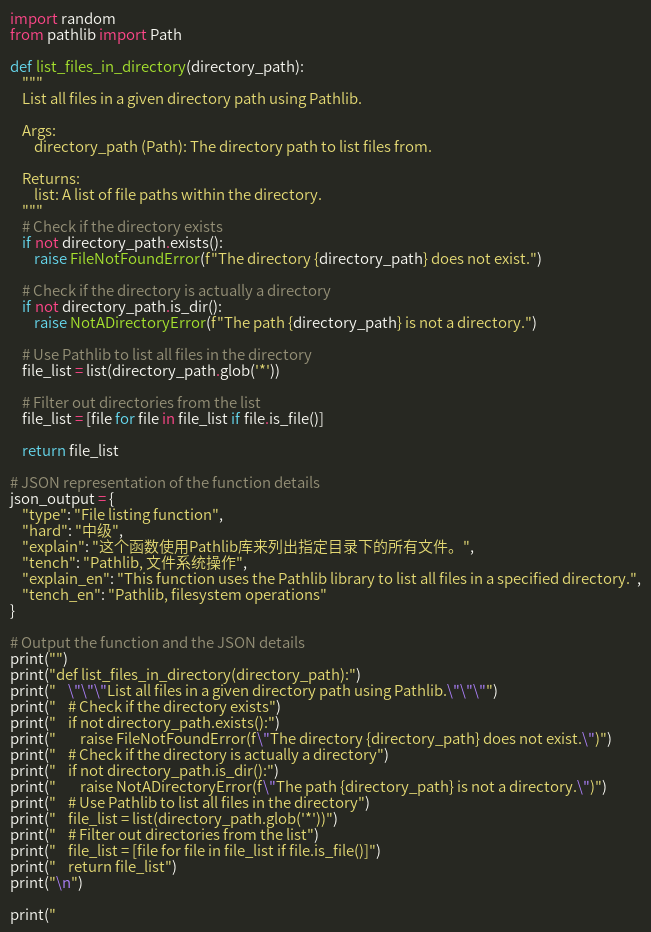 import random
from pathlib import Path

def list_files_in_directory(directory_path):
    """
    List all files in a given directory path using Pathlib.

    Args:
        directory_path (Path): The directory path to list files from.

    Returns:
        list: A list of file paths within the directory.
    """
    # Check if the directory exists
    if not directory_path.exists():
        raise FileNotFoundError(f"The directory {directory_path} does not exist.")

    # Check if the directory is actually a directory
    if not directory_path.is_dir():
        raise NotADirectoryError(f"The path {directory_path} is not a directory.")

    # Use Pathlib to list all files in the directory
    file_list = list(directory_path.glob('*'))

    # Filter out directories from the list
    file_list = [file for file in file_list if file.is_file()]

    return file_list

# JSON representation of the function details
json_output = {
    "type": "File listing function",
    "hard": "中级",
    "explain": "这个函数使用Pathlib库来列出指定目录下的所有文件。",
    "tench": "Pathlib, 文件系统操作",
    "explain_en": "This function uses the Pathlib library to list all files in a specified directory.",
    "tench_en": "Pathlib, filesystem operations"
}

# Output the function and the JSON details
print("")
print("def list_files_in_directory(directory_path):")
print("    \"\"\"List all files in a given directory path using Pathlib.\"\"\"")
print("    # Check if the directory exists")
print("    if not directory_path.exists():")
print("        raise FileNotFoundError(f\"The directory {directory_path} does not exist.\")")
print("    # Check if the directory is actually a directory")
print("    if not directory_path.is_dir():")
print("        raise NotADirectoryError(f\"The path {directory_path} is not a directory.\")")
print("    # Use Pathlib to list all files in the directory")
print("    file_list = list(directory_path.glob('*'))")
print("    # Filter out directories from the list")
print("    file_list = [file for file in file_list if file.is_file()]")
print("    return file_list")
print("\n")

print("